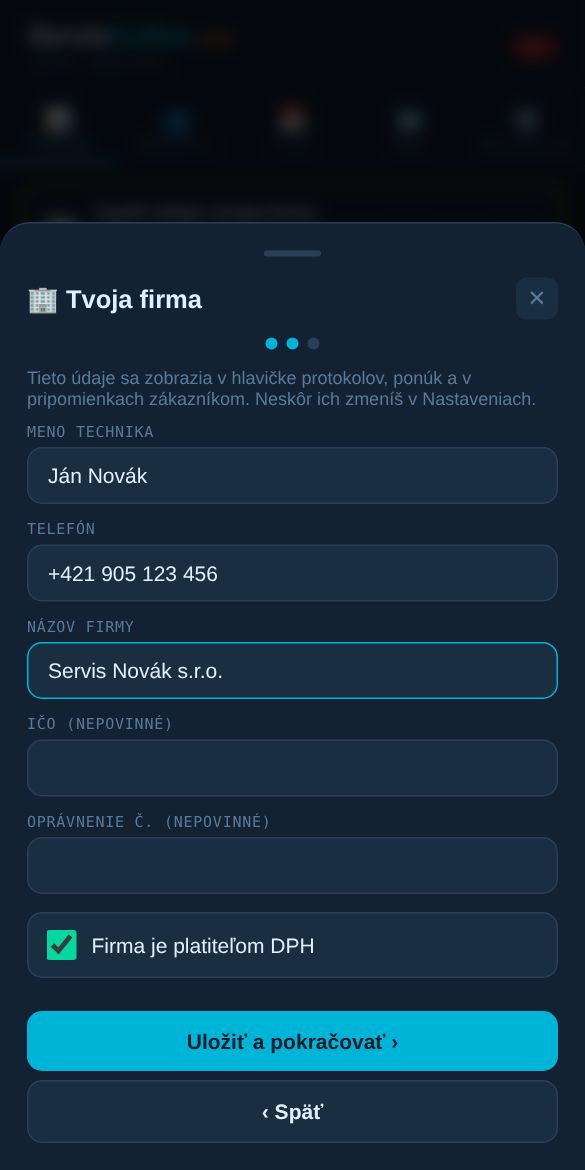 Tvoja firma
Tieto údaje sa zobrazia v hlavičke protokolov, ponúk a v
pripomienkach zákazníkom. Neskôr ich zmeníš v Nastaveniach.
MENO TECHNIKA
Ján Novák
TELEFÓN
+421 905 123 456
NÁZOV FIRMY
Servis Novák s.r.o.
IČO (NEPOVINNÉ)
OPRÁVNENIE Č. (NEPOVINNÉ)
Firma je platiteľom DPH
Uložiť a pokračovať ›
‹ Späť